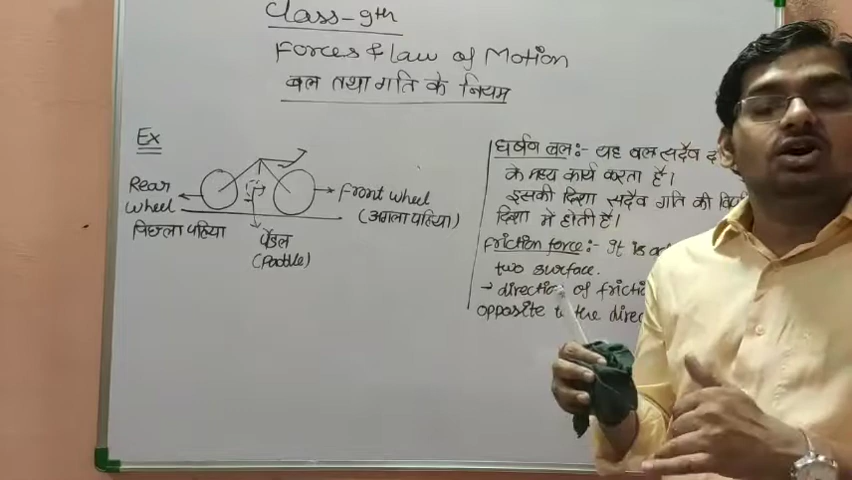 Class-9th
Forces & law of Motion
बल तथा गति के नियम
Ex
Rear
wheel
पिछला पहिया
Front wheel
(अगला पहिया)
पैडल
(Paddle)
घर्षण बल:- यह बल सदैव
के मध्य कार्य करता है।
इसकी दिशा सदैव गति की
दिशा में होती है।
Friction force:- It is
two surface.
→ direction of
opposite to the